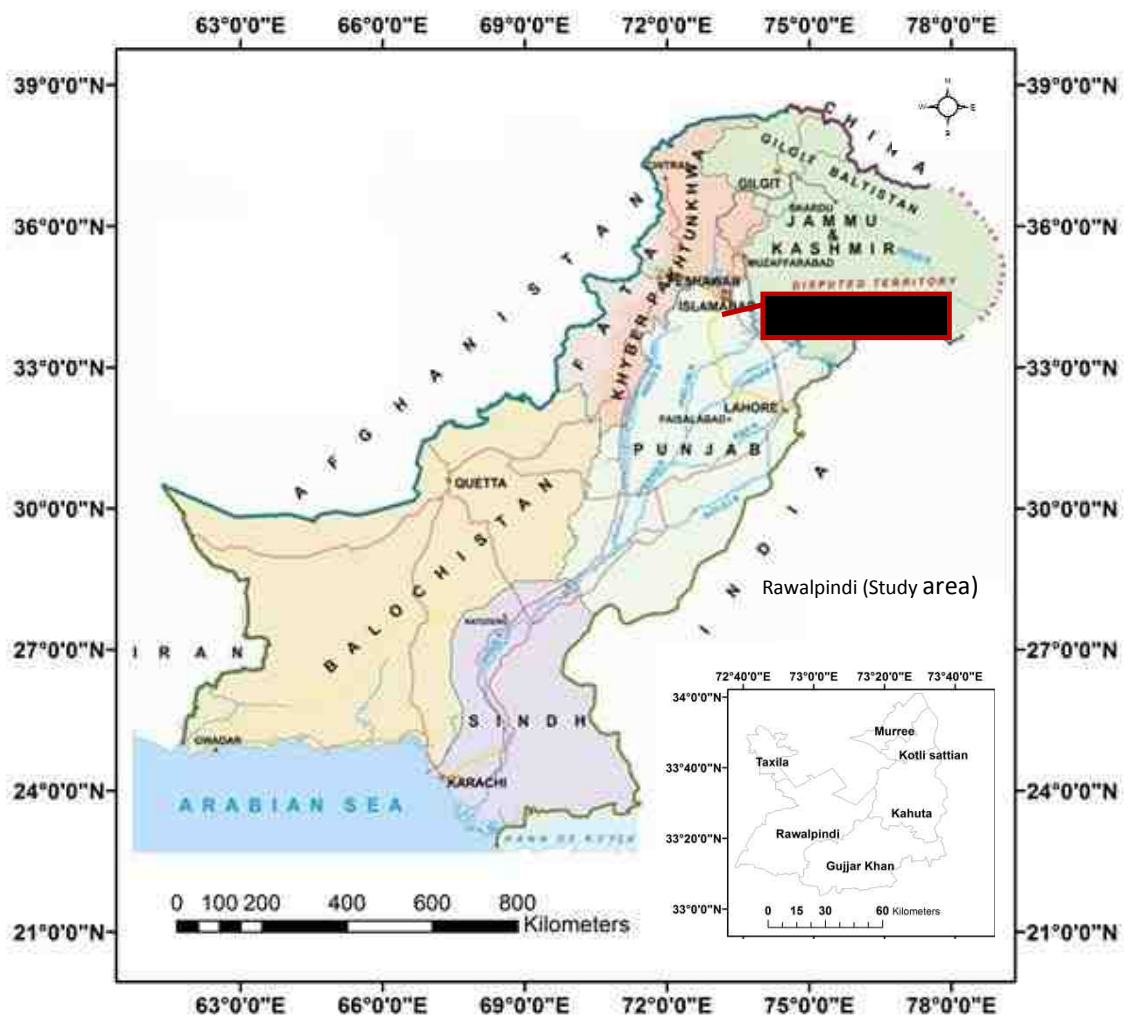 63°0'0"E 66°0'0"E 69°0'0"E 72°0'0"E 75°0'0"E 78°0'0"E
39°0'0"N 39°0'0"N
N
W E
S
CHINA
GILGIT BALTISTAN
GILGIT
SKARDU
36°0'0"N 36°0'0"N
JAMMU
&
KASHMIR
MUZAFFARABAD
KHYBER PAKHTUNKHWA
DISPUTED TERRITORY
ISLAMABAD
AFGHANISTAN
FATA
33°0'0"N 33°0'0"N
LAHORE
FAISALABAD
PUNJAB
QUETTA
30°0'0"N 30°0'0"N
BALOCHISTAN
INDIA
Rawalpindi (Study area)
27°0'0"N 27°0'0"N
IRAN
SINDH
GWADAR
KARACHI
24°0'0"N 24°0'0"N
ARABIAN SEA
72°40'0"E 73°0'0"E 73°20'0"E 73°40'0"E
34°0'0"N
Murree
Kotli sattian
Taxila
33°40'0"N
Kahuta
33°20'0"N
Rawalpindi
Gujjar Khan
33°0'0"N
0 15 30 60 Kilometers
0 100 200 400 600 800
Kilometers
21°0'0"N 21°0'0"N
63°0'0"E 66°0'0"E 69°0'0"E 72°0'0"E 75°0'0"E 78°0'0"E